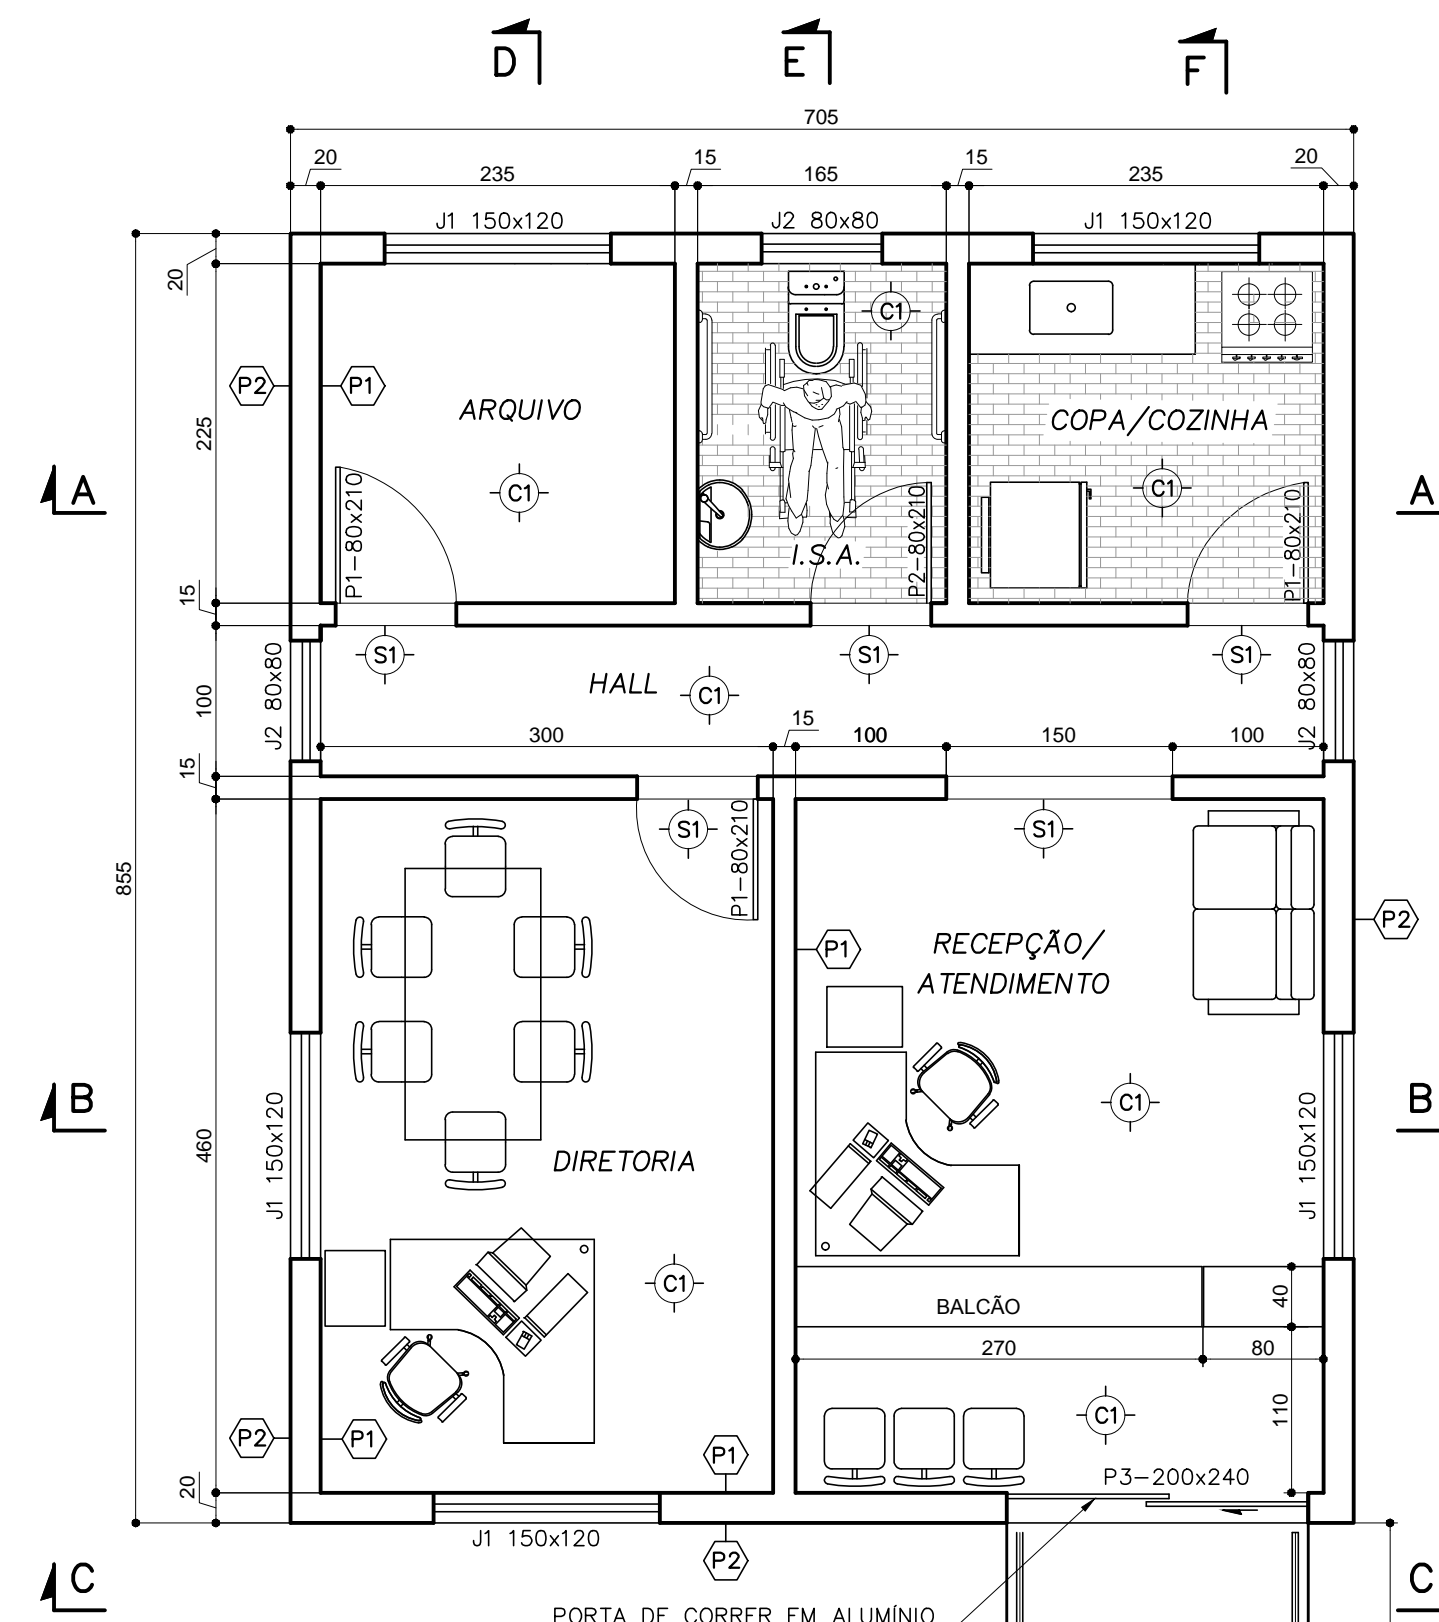 D E F
705
20 235 15 165 15 235 20
J1 150x120 J2 80x80 J1 150x120
20
C1
P2 P1
ARQUIVO
COPA/COZINHA
225
A A
C1 C1
P1-80x210 P2-80x210 P1-80x210
I.S.A.
15
S1 S1 S1
J2 80x80 J2 80x80
HALL C1
100
300 15 100 150 100
15
S1 S1
P1-80x210
855
P2
P1
RECEPÇÃO/
ATENDIMENTO
B B
C1
J1 150x120 J1 150x120
460
DIRETORIA
C1
BALCÃO
40
270 80
110
C1
P2 P1
P1
P3-200x240
20
J1 150x120
P2
C C
PORTA DE CORRER EM ALUMÍNIO